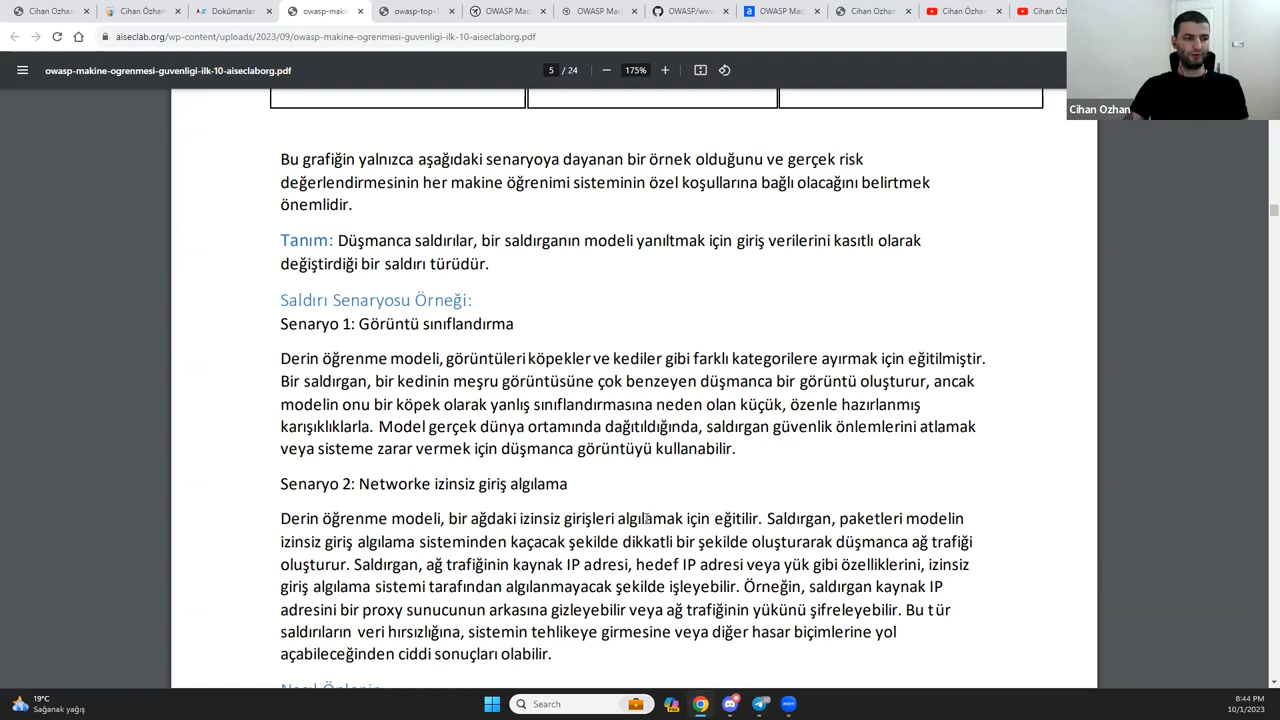 Cihan Özhan
Cihan Özhan
Dokümanlar
owasp-maki
owasp-top-1
OWASP Mac
OWASP Mac
OWASP/ww
OWASP Mac
Cihan Özhan
Cihan Özhan
Cihan Öz
aiseclab.org/wp-content/uploads/2023/09/owasp-makine-ogrenmesi-guvenligi-ilk-10-aiseclaborg.pdf
owasp-makine-ogrenmesi-guvenligi-ilk-10-aiseclaborg.pdf
5 / 24
175%
Cihan Ozhan
Bu grafiğin yalnızca aşağıdaki senaryoya dayanan bir örnek olduğunu ve gerçek risk
değerlendirmesinin her makine öğrenimi sisteminin özel koşullarına bağlı olacağını belirtmek
önemlidir.
Tanım: Düşmanca saldırılar, bir saldırganın modeli yanıltmak için giriş verilerini kasıtlı olarak
değiştirdiği bir saldırı türüdür.
Saldırı Senaryosu Örneği:
Senaryo 1: Görüntü sınıflandırma
Derin öğrenme modeli, görüntüleri köpekler ve kediler gibi farklı kategorilere ayırmak için eğitilmiştir.
Bir saldırgan, bir kedinin meşru görüntüsüne çok benzeyen düşmanca bir görüntü oluşturur, ancak
modelin onu bir köpek olarak yanlış sınıflandırmasına neden olan küçük, özenle hazırlanmış
karışıklıklarla. Model gerçek dünya ortamında dağıtıldığında, saldırgan güvenlik önlemlerini atlamak
veya sisteme zarar vermek için düşmanca görüntüyü kullanabilir.
Senaryo 2: Networke izinsiz giriş algılama
Derin öğrenme modeli, bir ağdaki izinsiz girişleri algılamak için eğitilir. Saldırgan, paketleri modelin
izinsiz giriş algılama sisteminden kaçacak şekilde dikkatli bir şekilde oluşturarak düşmanca ağ trafiği
oluşturur. Saldırgan, ağ trafiğinin kaynak IP adresi, hedef IP adresi veya yük gibi özelliklerini, izinsiz
giriş algılama sistemi tarafından algılanmayacak şekilde işleyebilir. Örneğin, saldırgan kaynak IP
adresini bir proxy sunucunun arkasına gizleyebilir veya ağ trafiğinin yükünü şifreleyebilir. Bu tür
saldırıların veri hırsızlığına, sistemin tehlikeye girmesine veya diğer hasar biçimlerine yol
açabileceğinden ciddi sonuçları olabilir.
Nasıl Önlenir
19°C
Sağanak yağış
Search
8:44 PM
10/1/2023